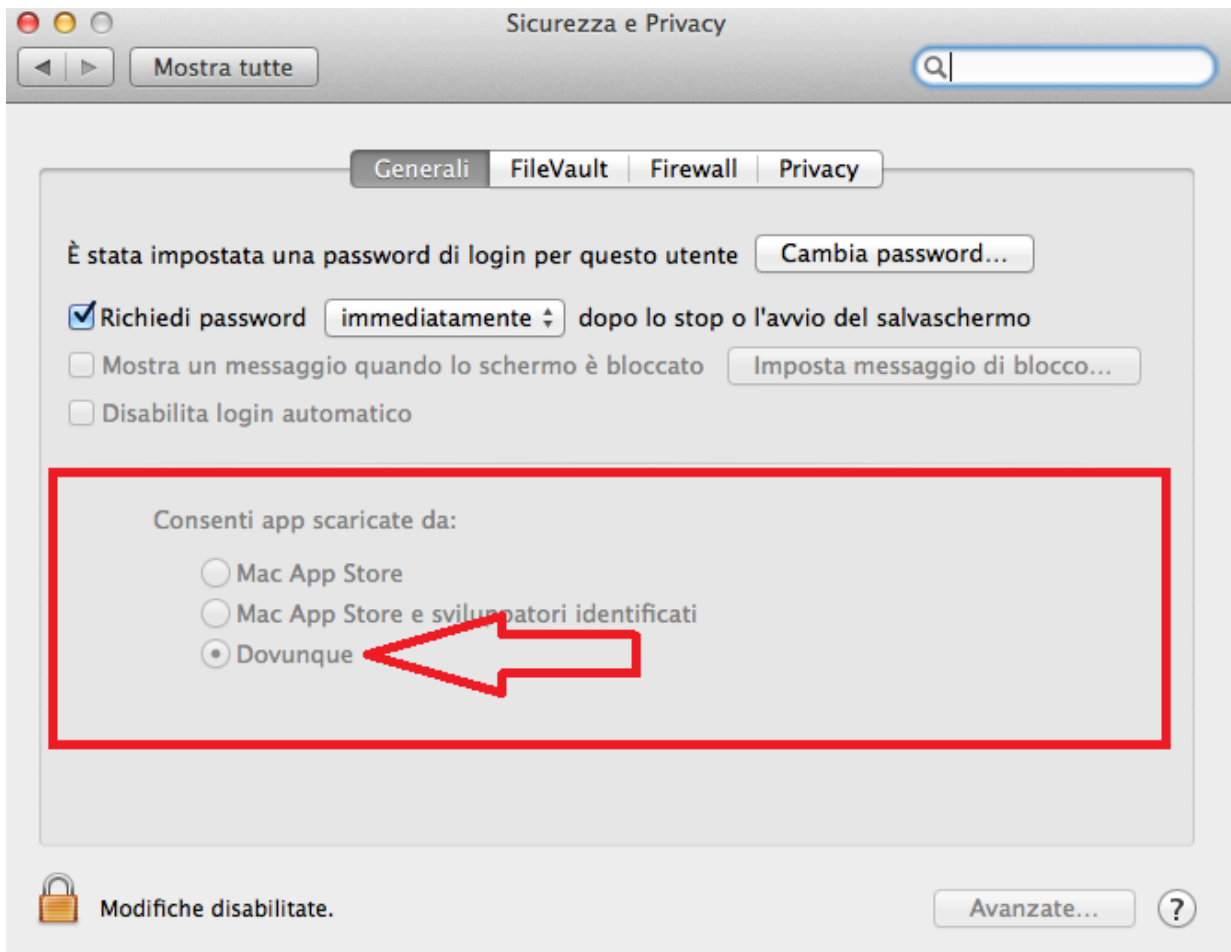 Sicurezza e Privacy
Mostra tutte
Generali FileVault Firewall Privacy
È stata impostata una password di login per questo utente Cambia password...
Richiedi password immediatamente dopo lo stop o l'avvio del salvaschermo
Mostra un messaggio quando lo schermo è bloccato Imposta messaggio di blocco...
Disabilita login automatico
Consenti app scaricate da:
Mac App Store
Mac App Store e sviluppatori identificati
Dovunque
Modifiche disabilitate. Avanzate... ?